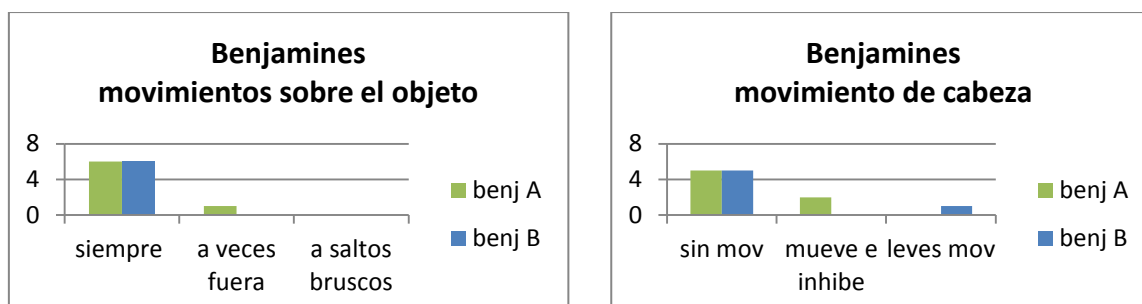 Benjamines
movimientos sobre el objeto
8
4
0
siempre
a veces
fuera
a saltos
bruscos
benj A
benj B
Benjamines
movimiento de cabeza
8
4
0
sin mov
mueve e
inhibe
leves mov
benj A
benj B